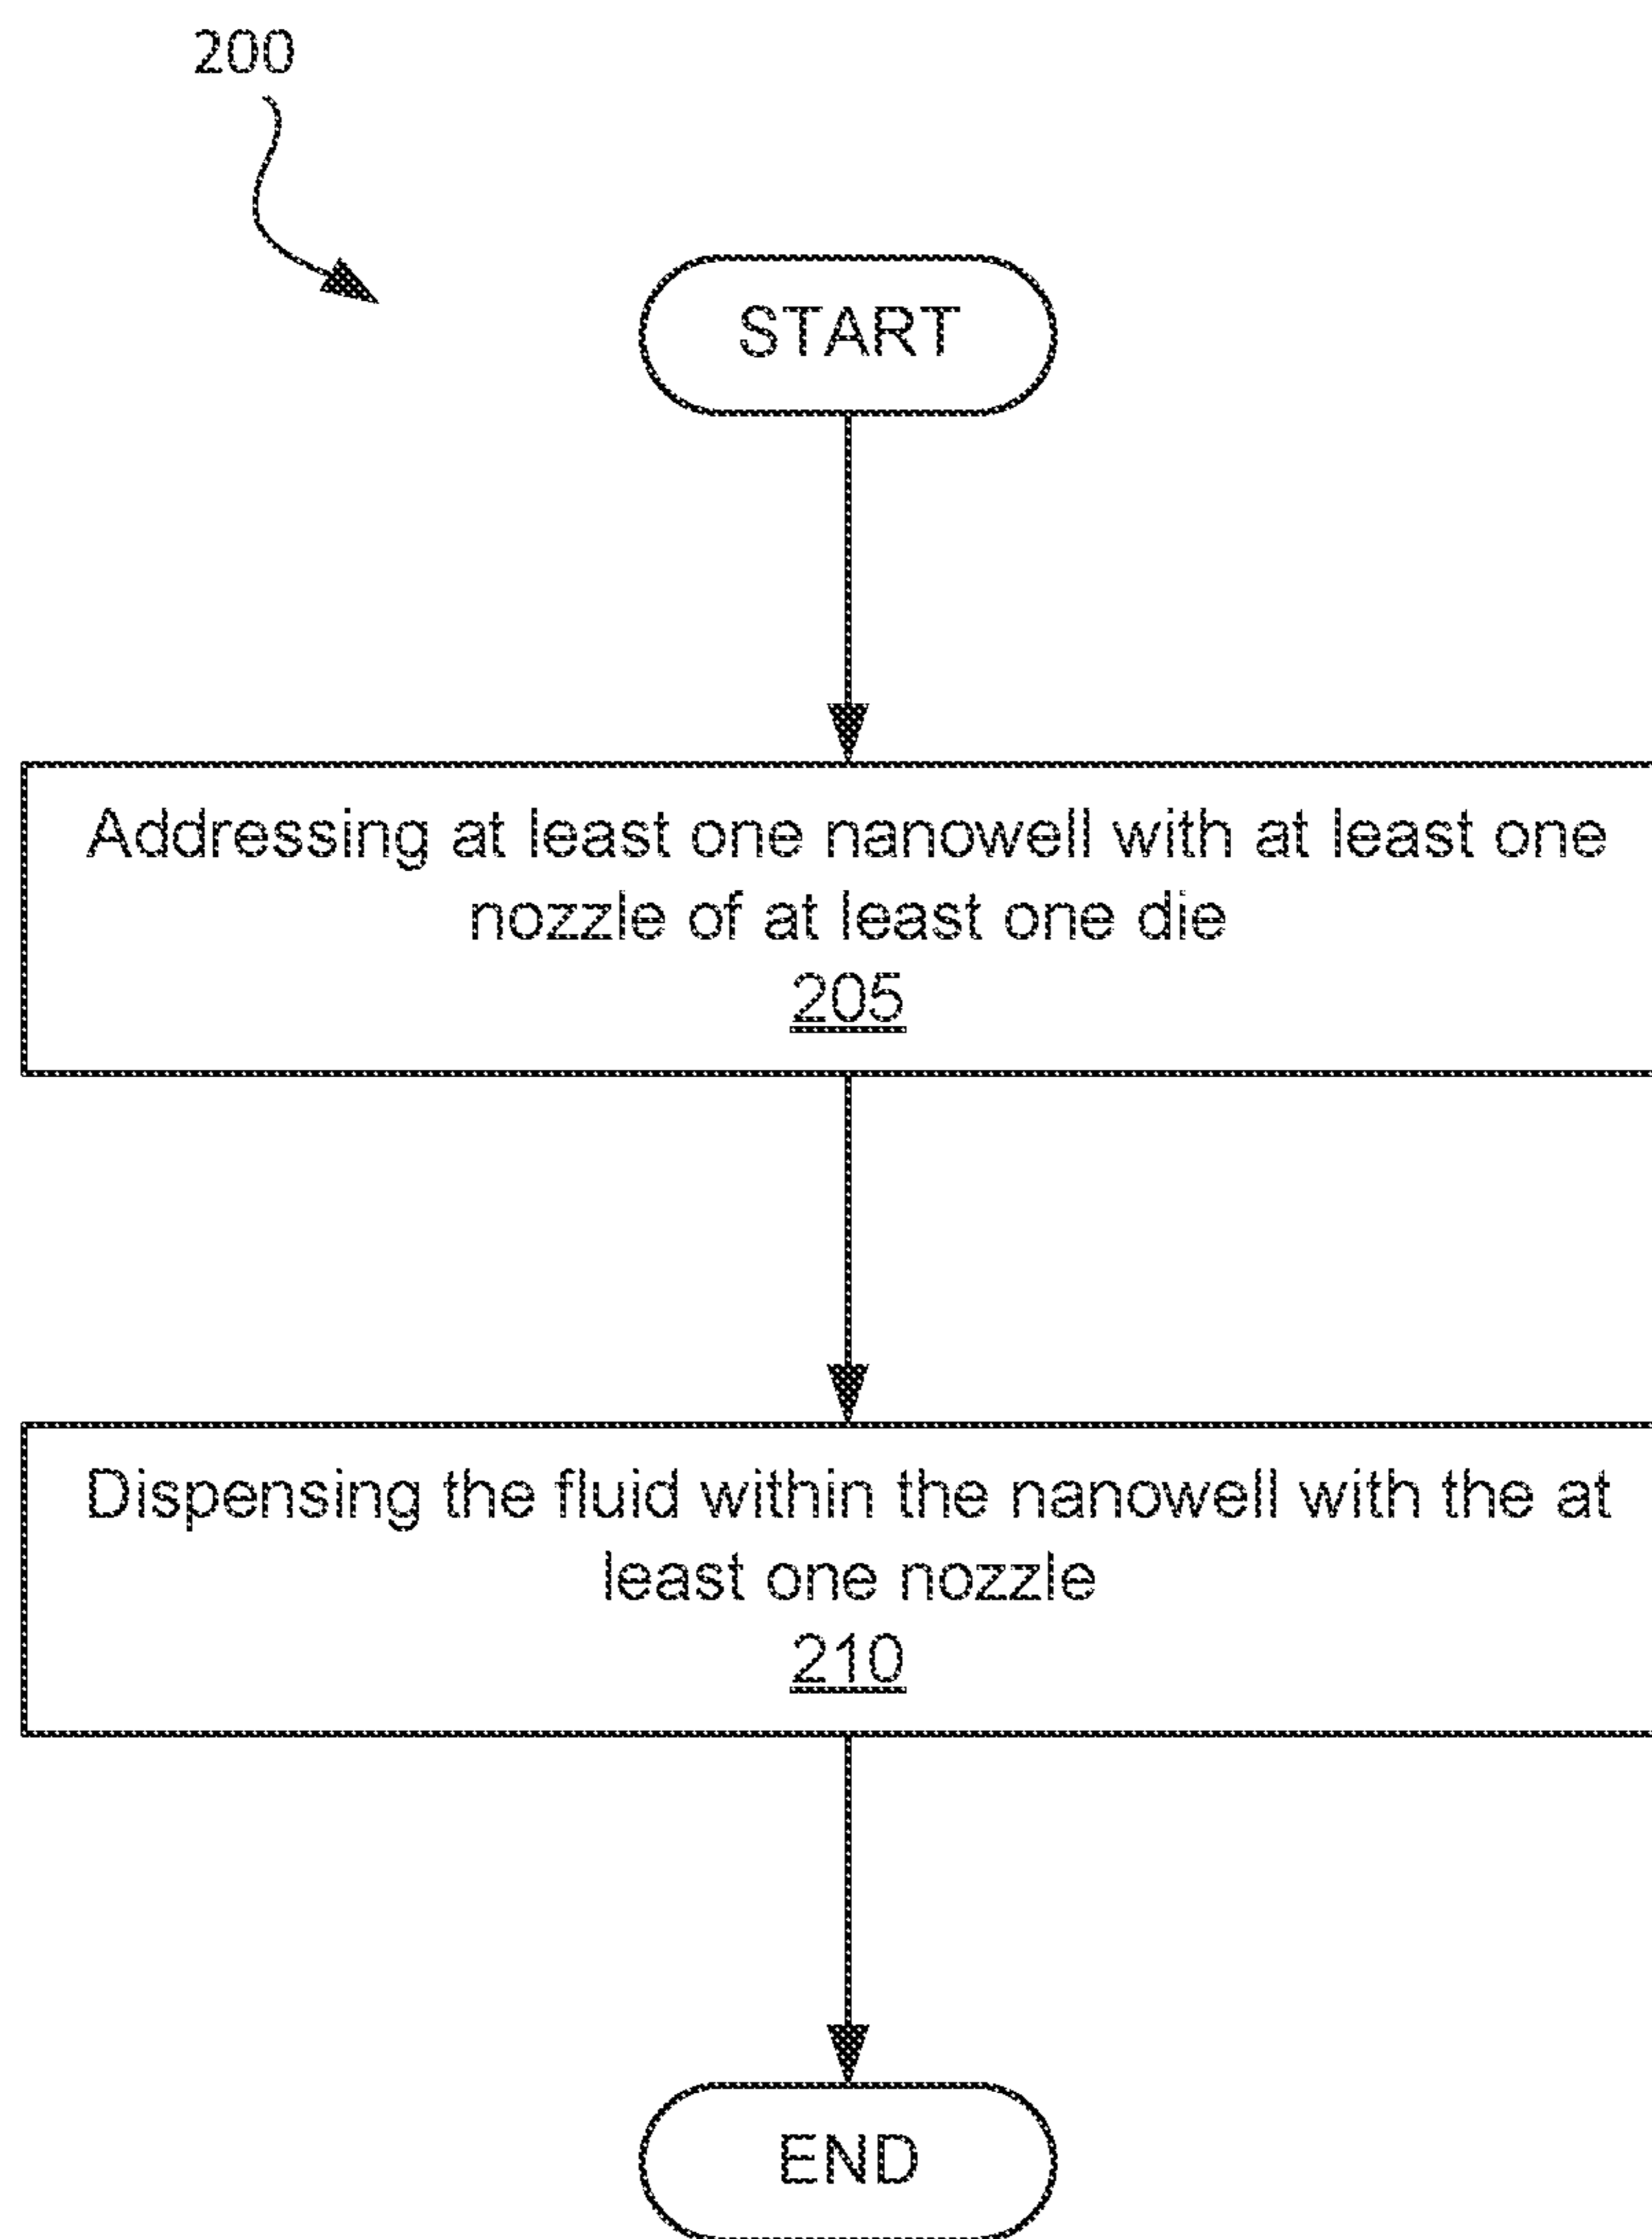 200
START
Addressing at least one nanowell with at least one
nozzle of at least one die
205
Dispensing the fluid within the nanowell with the at
least one nozzle
210
END